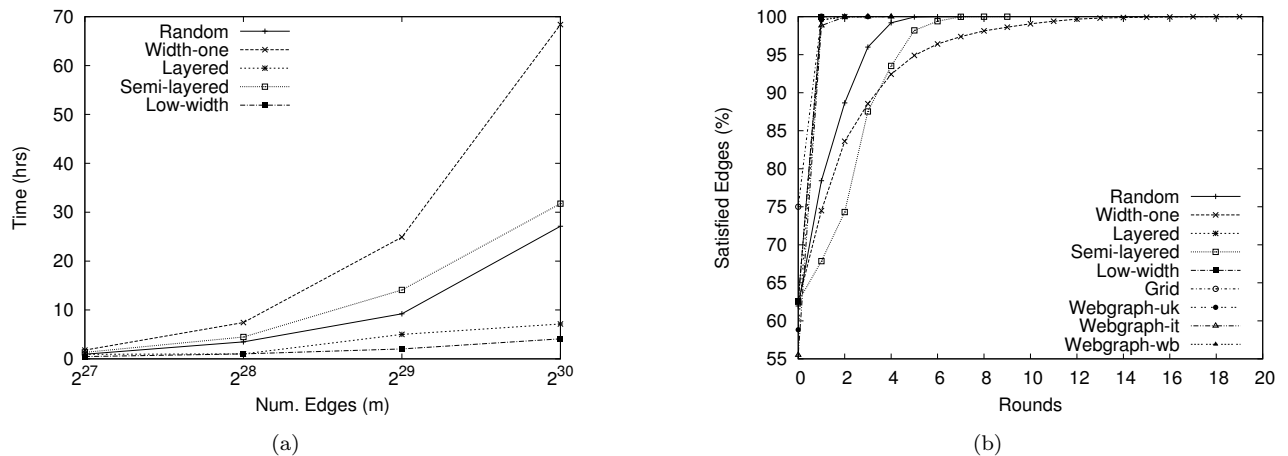 70
60
50
40
30
20
10
0
Time (hrs)
Random
Width-one
Layered
Semi-layered
Low-width
2^27 2^28 2^29 2^30
Num. Edges (m)
(a)
100
95
90
85
80
75
70
65
60
55
Satisfied Edges (%)
Random
Width-one
Layered
Semi-layered
Low-width
Grid
Webgraph-uk
Webgraph-it
Webgraph-wb
0 2 4 6 8 10 12 14 16 18 20
Rounds
(b)